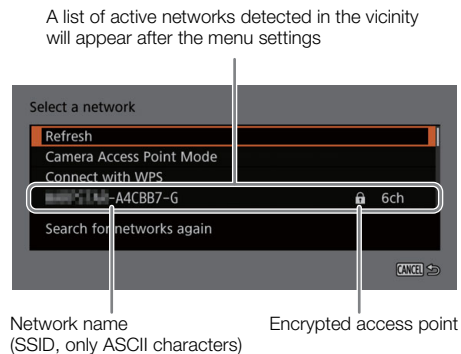 A list of active networks detected in the vicinity
will appear after the menu settings
Select a network
Refresh
Camera Access Point Mode
Connect with WPS
-A4CBB7-G 6ch
Search for networks again
CANCEL
Network name
(SSID, only ASCII characters)
Encrypted access point